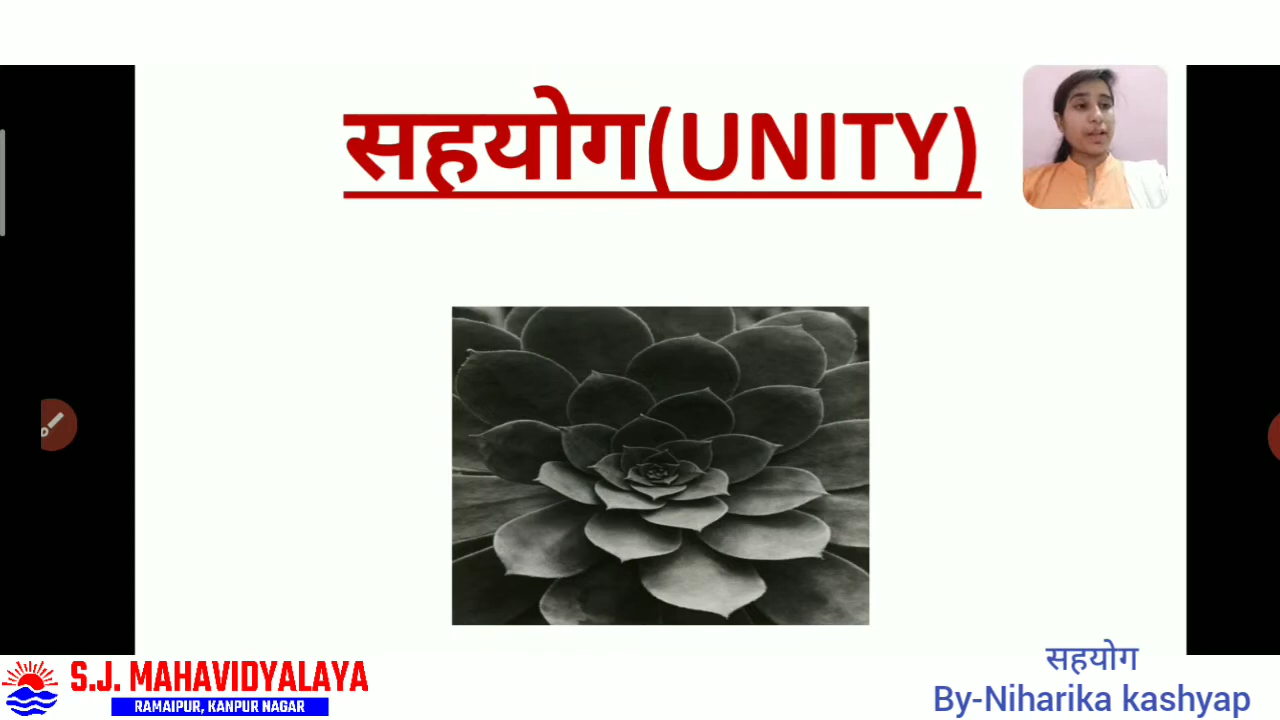 सहयोग(UNITY)
S.J. MAHAVIDYALAYA
RAMAIPUR, KANPUR NAGAR
सहयोग
By-Niharika kashyap